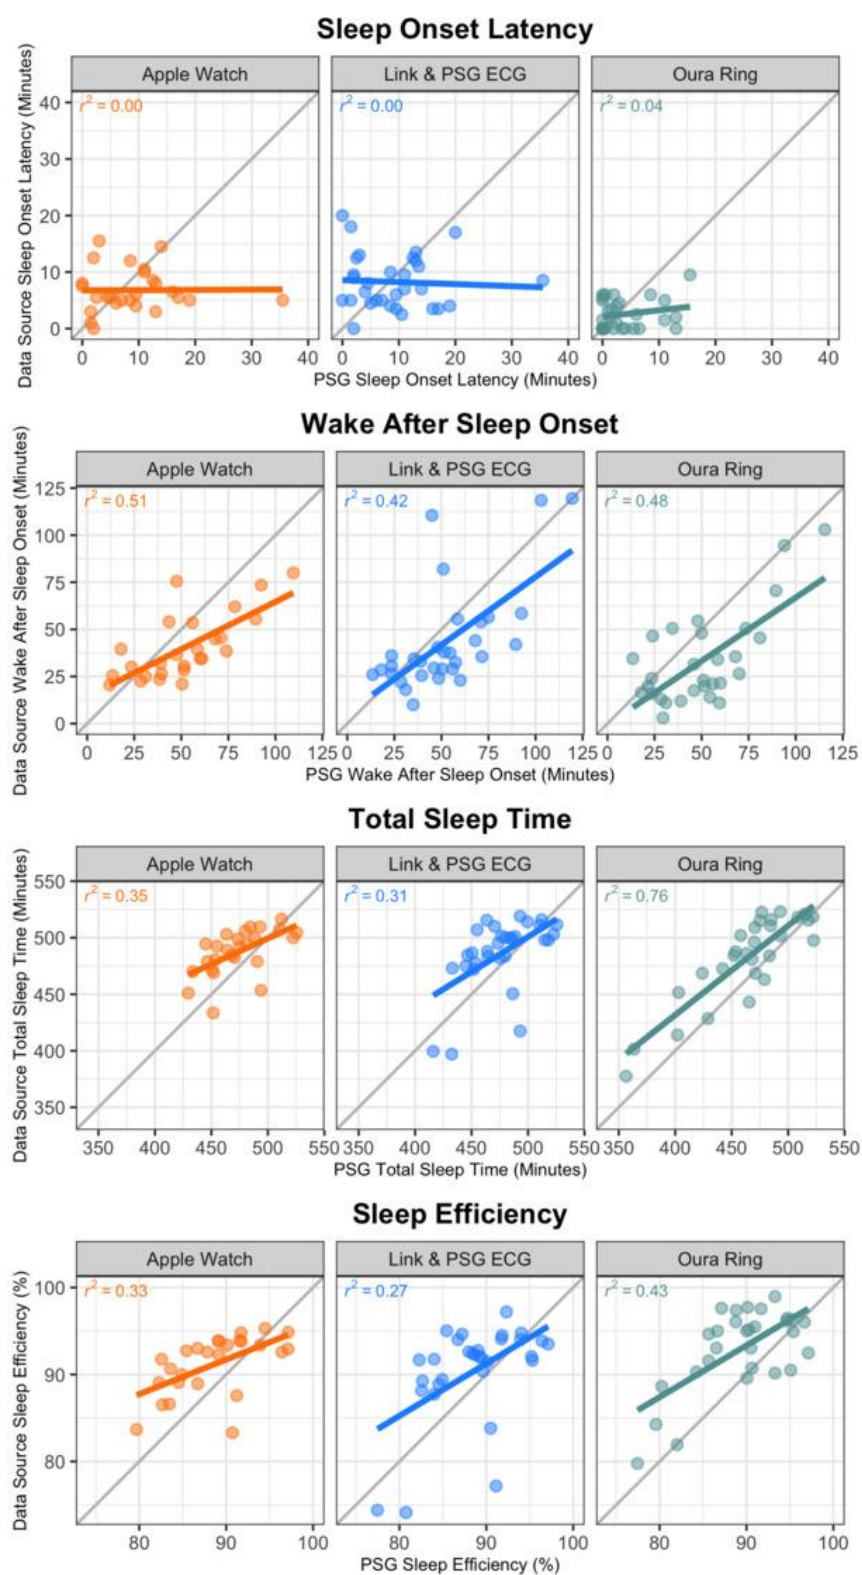 Sleep Onset Latency
Apple Watch Link & PSG ECG Oura Ring
Data Source Sleep Onset Latency (Minutes)
r² = 0.00 r² = 0.00 r² = 0.04
40
30
20
10
0
0 10 20 30 40 0 10 20 30 40 0 10 20 30 40
PSG Sleep Onset Latency (Minutes)
Wake After Sleep Onset
Apple Watch Link & PSG ECG Oura Ring
Data Source Wake After Sleep Onset (Minutes)
r² = 0.51 r² = 0.42 r² = 0.48
125
100
75
50
25
0
0 25 50 75 100 125 0 25 50 75 100 125 0 25 50 75 100 125
PSG Wake After Sleep Onset (Minutes)
Total Sleep Time
Apple Watch Link & PSG ECG Oura Ring
Data Source Total Sleep Time (Minutes)
r² = 0.35 r² = 0.31 r² = 0.76
550
500
450
400
350
350 400 450 500 550 350 400 450 500 550 350 400 450 500 550
PSG Total Sleep Time (Minutes)
Sleep Efficiency
Apple Watch Link & PSG ECG Oura Ring
Data Source Sleep Efficiency (%)
r² = 0.33 r² = 0.27 r² = 0.43
100
90
80
80 90 100 80 90 100 80 90 100
PSG Sleep Efficiency (%)